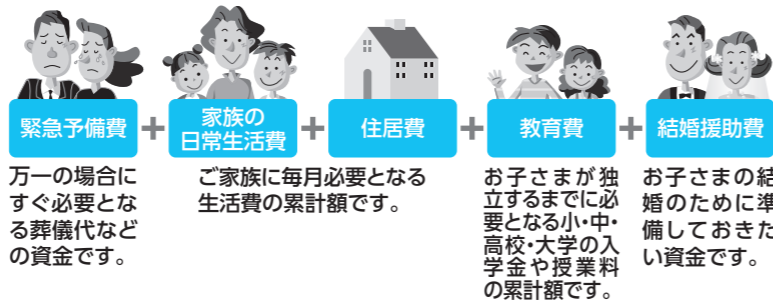 緊急予備費
+
家族の
日常生活費
+
住居費
+
教育費
+
結婚援助費
万一の場合に
すぐ必要とな
る葬儀代など
の資金です。
ご家族に毎月必要となる
生活費の累計額です。
お子さまが独
立するまでに必
要となる小・中・
高校・大学の入
学金や授業料
の累計額です。
お子さまの結
婚のために準
備しておきた
い資金です。